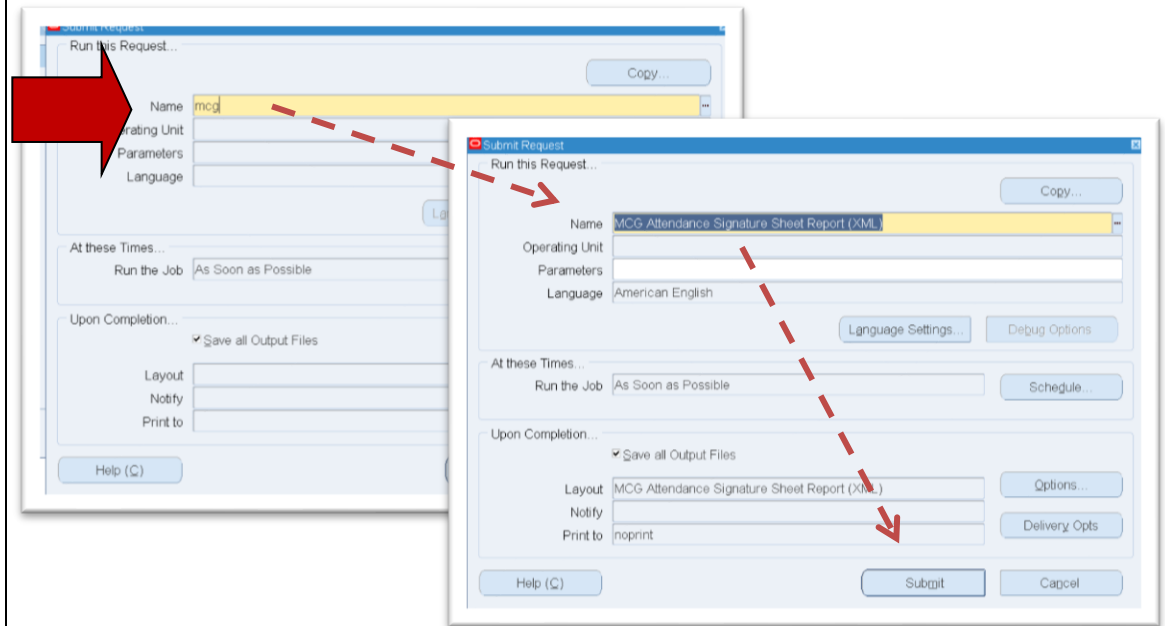 Submit Request
Run this Request...
Copy...
Name mcg
erating Unit
Parameters
Language
At these Times...
Run the Job As Soon as Possible
Upon Completion...
Save all Output Files
Layout
Notify
Print to
Help (C)
Submit Request
Run this Request...
Copy...
Name MCG Attendance Signature Sheet Report (XML)
Operating Unit
Parameters
Language American English
Language Settings... Debug Options
At these Times...
Run the Job As Soon as Possible Schedule...
Upon Completion...
Save all Output Files
Layout MCG Attendance Signature Sheet Report (XML) Options...
Notify
Delivery Opts
Print to noprint
Help (C) Submit Cancel